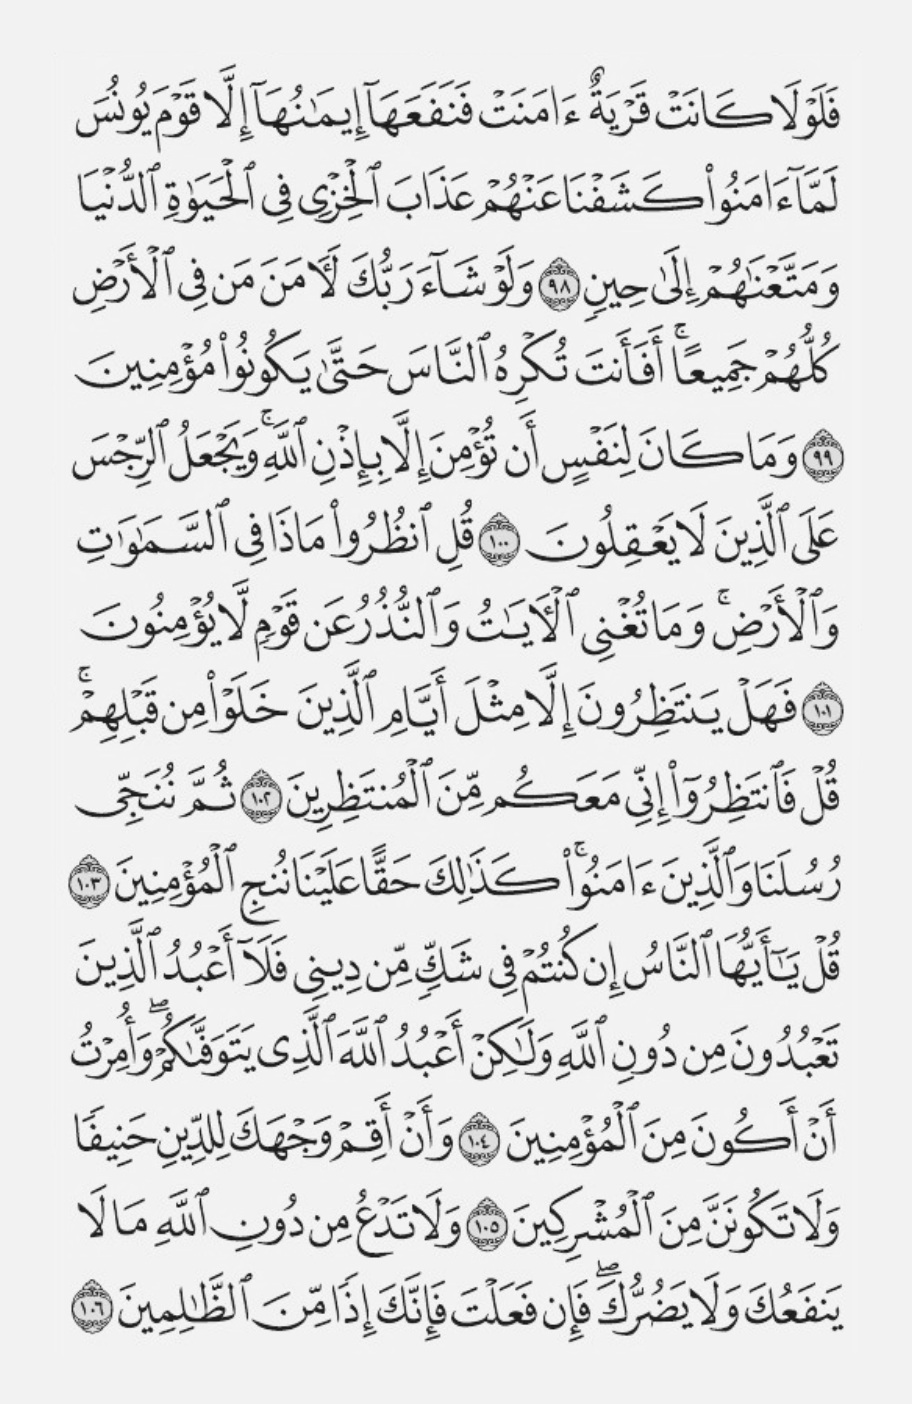 فَلَوْلَا كَانَتْ قَرْيَةٌ ءَامَنَتْ فَنَفَعَهَآ إِيمَٰنُهَآ إِلَّا قَوْمَ يُونُسَ
لَمَّآ ءَامَنُوا۟ كَشَفْنَا عَنْهُمْ عَذَابَ ٱلْخِزْىِ فِى ٱلْحَيَوٰةِ ٱلدُّنْيَا
وَمَتَّعْنَٰهُمْ إِلَىٰ حِينٍ ٩٨ وَلَوْ شَآءَ رَبُّكَ لَـَٔامَنَ مَن فِى ٱلْأَرْضِ
كُلُّهُمْ جَمِيعًا ۚ أَفَأَنتَ تُكْرِهُ ٱلنَّاسَ حَتَّىٰ يَكُونُوا۟ مُؤْمِنِينَ
٩٩ وَمَا كَانَ لِنَفْسٍ أَن تُؤْمِنَ إِلَّا بِإِذْنِ ٱللَّهِ ۚ وَيَجْعَلُ ٱلرِّجْسَ
عَلَى ٱلَّذِينَ لَا يَعْقِلُونَ ١٠٠ قُلِ ٱنظُرُوا۟ مَاذَا فِى ٱلسَّمَٰوَٰتِ
وَٱلْأَرْضِ ۚ وَمَا تُغْنِى ٱلْـَٔايَٰتُ وَٱلنُّذُرُ عَن قَوْمٍ لَّا يُؤْمِنُونَ
١٠١ فَهَلْ يَنتَظِرُونَ إِلَّا مِثْلَ أَيَّامِ ٱلَّذِينَ خَلَوْا۟ مِن قَبْلِهِمْ ۚ
قُلْ فَٱنتَظِرُوٓا۟ إِنِّى مَعَكُم مِّنَ ٱلْمُنتَظِرِينَ ١٠٢ ثُمَّ نُنَجِّى
رُسُلَنَا وَٱلَّذِينَ ءَامَنُوا۟ ۚ كَذَٰلِكَ حَقًّا عَلَيْنَا نُنجِ ٱلْمُؤْمِنِينَ ١٠٣
قُلْ يَٰٓأَيُّهَا ٱلنَّاسُ إِن كُنتُمْ فِى شَكٍّ مِّن دِينِى فَلَآ أَعْبُدُ ٱلَّذِينَ
تَعْبُدُونَ مِن دُونِ ٱللَّهِ وَلَٰكِنْ أَعْبُدُ ٱللَّهَ ٱلَّذِى يَتَوَفَّىٰكُمْ ۖ وَأُمِرْتُ
أَنْ أَكُونَ مِنَ ٱلْمُؤْمِنِينَ ١٠٤ وَأَنْ أَقِمْ وَجْهَكَ لِلدِّينِ حَنِيفًا
وَلَا تَكُونَنَّ مِنَ ٱلْمُشْرِكِينَ ١٠٥ وَلَا تَدْعُ مِن دُونِ ٱللَّهِ مَا لَا
يَنفَعُكَ وَلَا يَضُرُّكَ ۖ فَإِن فَعَلْتَ فَإِنَّكَ إِذًا مِّنَ ٱلظَّٰلِمِينَ ١٠٦